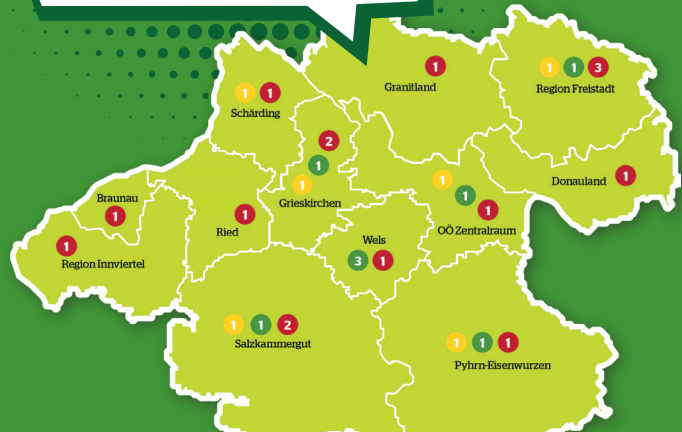 1
Granitland
1 1 3
Region Freistadt
1 1
Schärding
2
1
1
Grieskirchen
1
1
1
OÖ Zentralraum
Donauland 1
Braunau
1
1
Region Innviertel
1
Ried
Wels
3 1
1 1 2
Salzkammergut
1 1 1
Pyhrn-Eisenwurzen